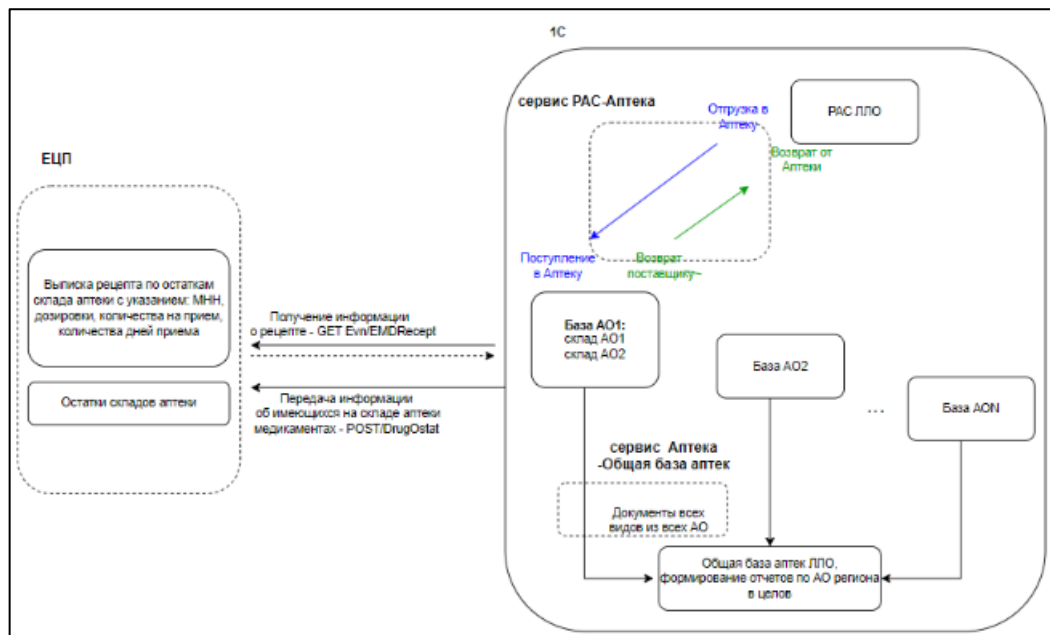 1С
сервис РАС-Аптека
Отгрузка в
Аптеку
РАС ЛЛО
Возврат от
Аптеки
Поступление
в Аптеку
Возврат
поставщику~
ЕЦП
Выписка рецепта по остаткам
склада аптеки с указанием: МНН,
дозировки, количества на прием,
количества дней приема
Остатки складов аптеки
Получение информации
о рецепте - GET Evn/EMDRecept
Передача информации
об имеющихся на складе аптеки
медикаментах - POST/DrugOstat
База АО1:
склад АО1
склад АО2
База АО2
...
База АОN
сервис Аптека
-Общая база аптек
Документы всех
видов из всех АО
Общая база аптек ЛПО,
формирование отчетов по АО региона
в целов